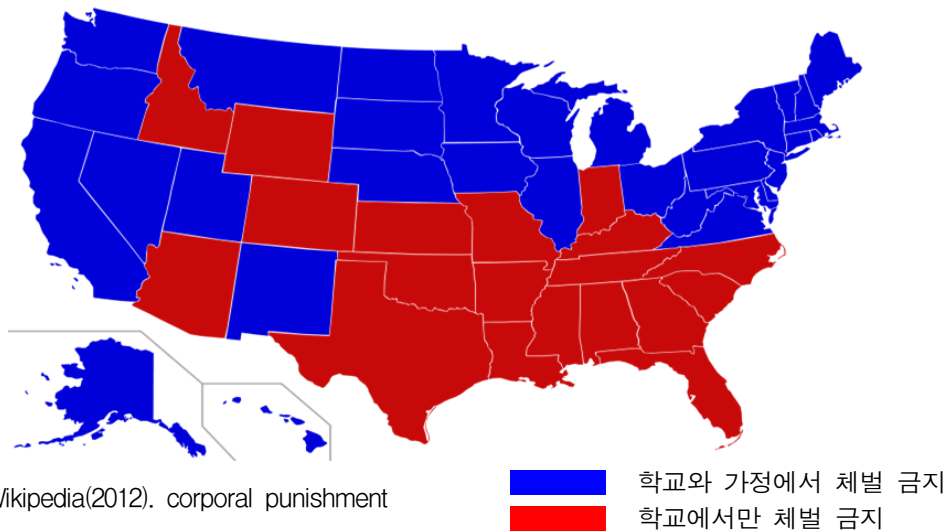 학교와 가정에서 체벌 금지
Wikipedia(2012). corporal punishment
학교에서만 체벌 금지